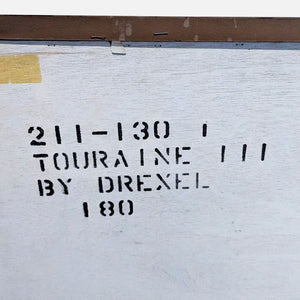 211-130 1
TOURAINE III
BY DREXEL
180